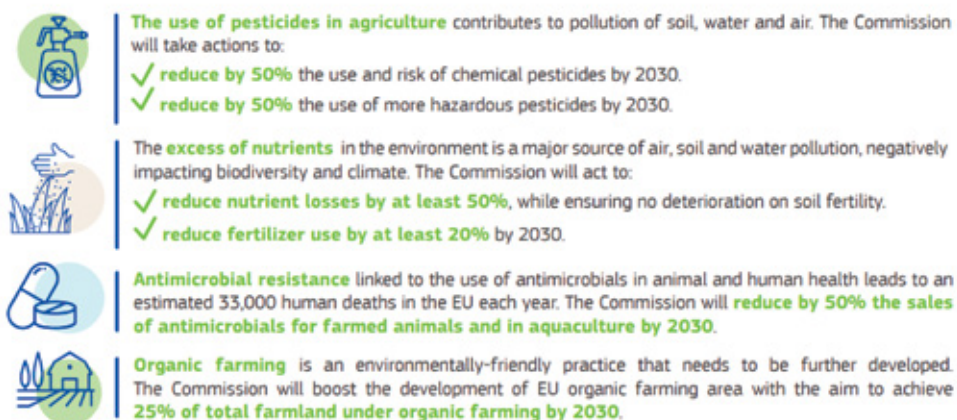 The use of pesticides in agriculture contributes to pollution of soil, water and air. The Commission
will take actions to:
reduce by 50% the use and risk of chemical pesticides by 2030.
reduce by 50% the use of more hazardous pesticides by 2030.
The excess of nutrients in the environment is a major source of air, soil and water pollution, negatively
impacting biodiversity and climate. The Commission will act to:
reduce nutrient losses by at least 50%, while ensuring no deterioration on soil fertility.
reduce fertilizer use by at least 20% by 2030.
Antimicrobial resistance linked to the use of antimicrobials in animal and human health leads to an
estimated 33,000 human deaths in the EU each year. The Commission will reduce by 50% the sales
of antimicrobials for farmed animals and in aquaculture by 2030.
Organic farming is an environmentally-friendly practice that needs to be further developed.
The Commission will boost the development of EU organic farming area with the aim to achieve
25% of total farmland under organic farming by 2030.